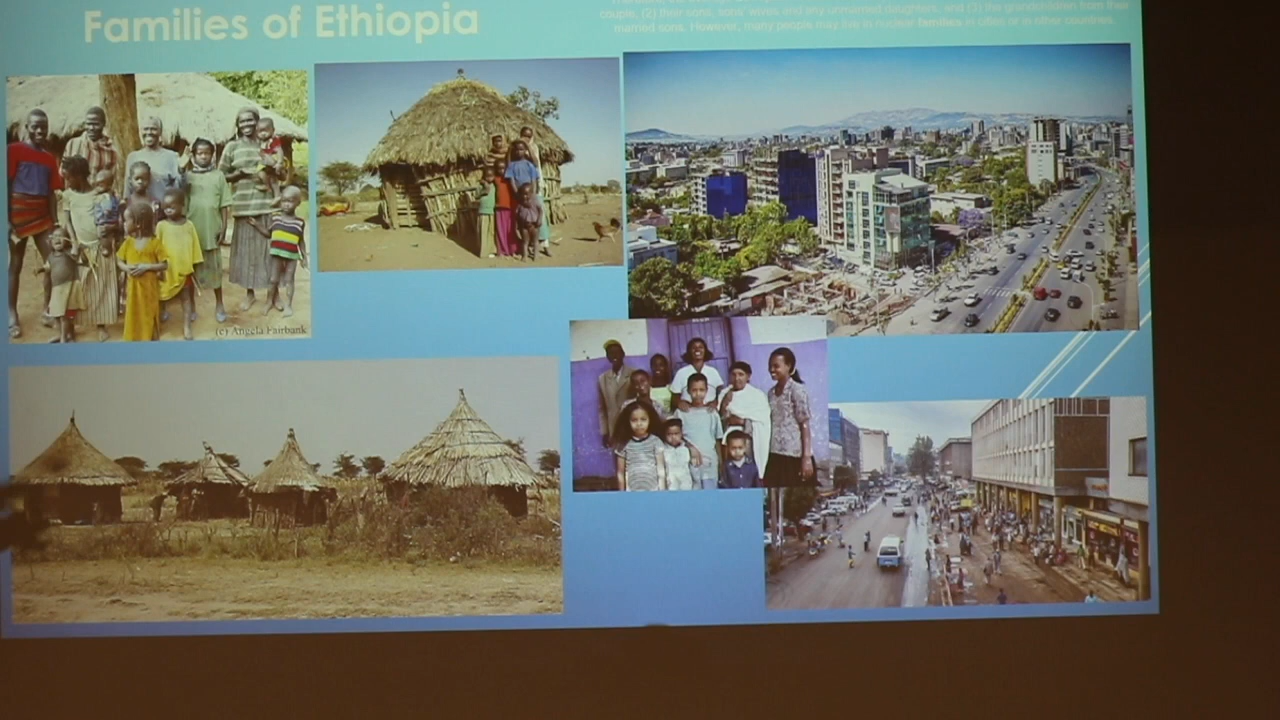 Families of Ethiopia
couple, (2) their sons, sons' wives and any unmarried daughters, and (3) the grandchildren from their
married sons. However, many people may live in nuclear families in cities or in other countries.
(c) Angela Fairbank